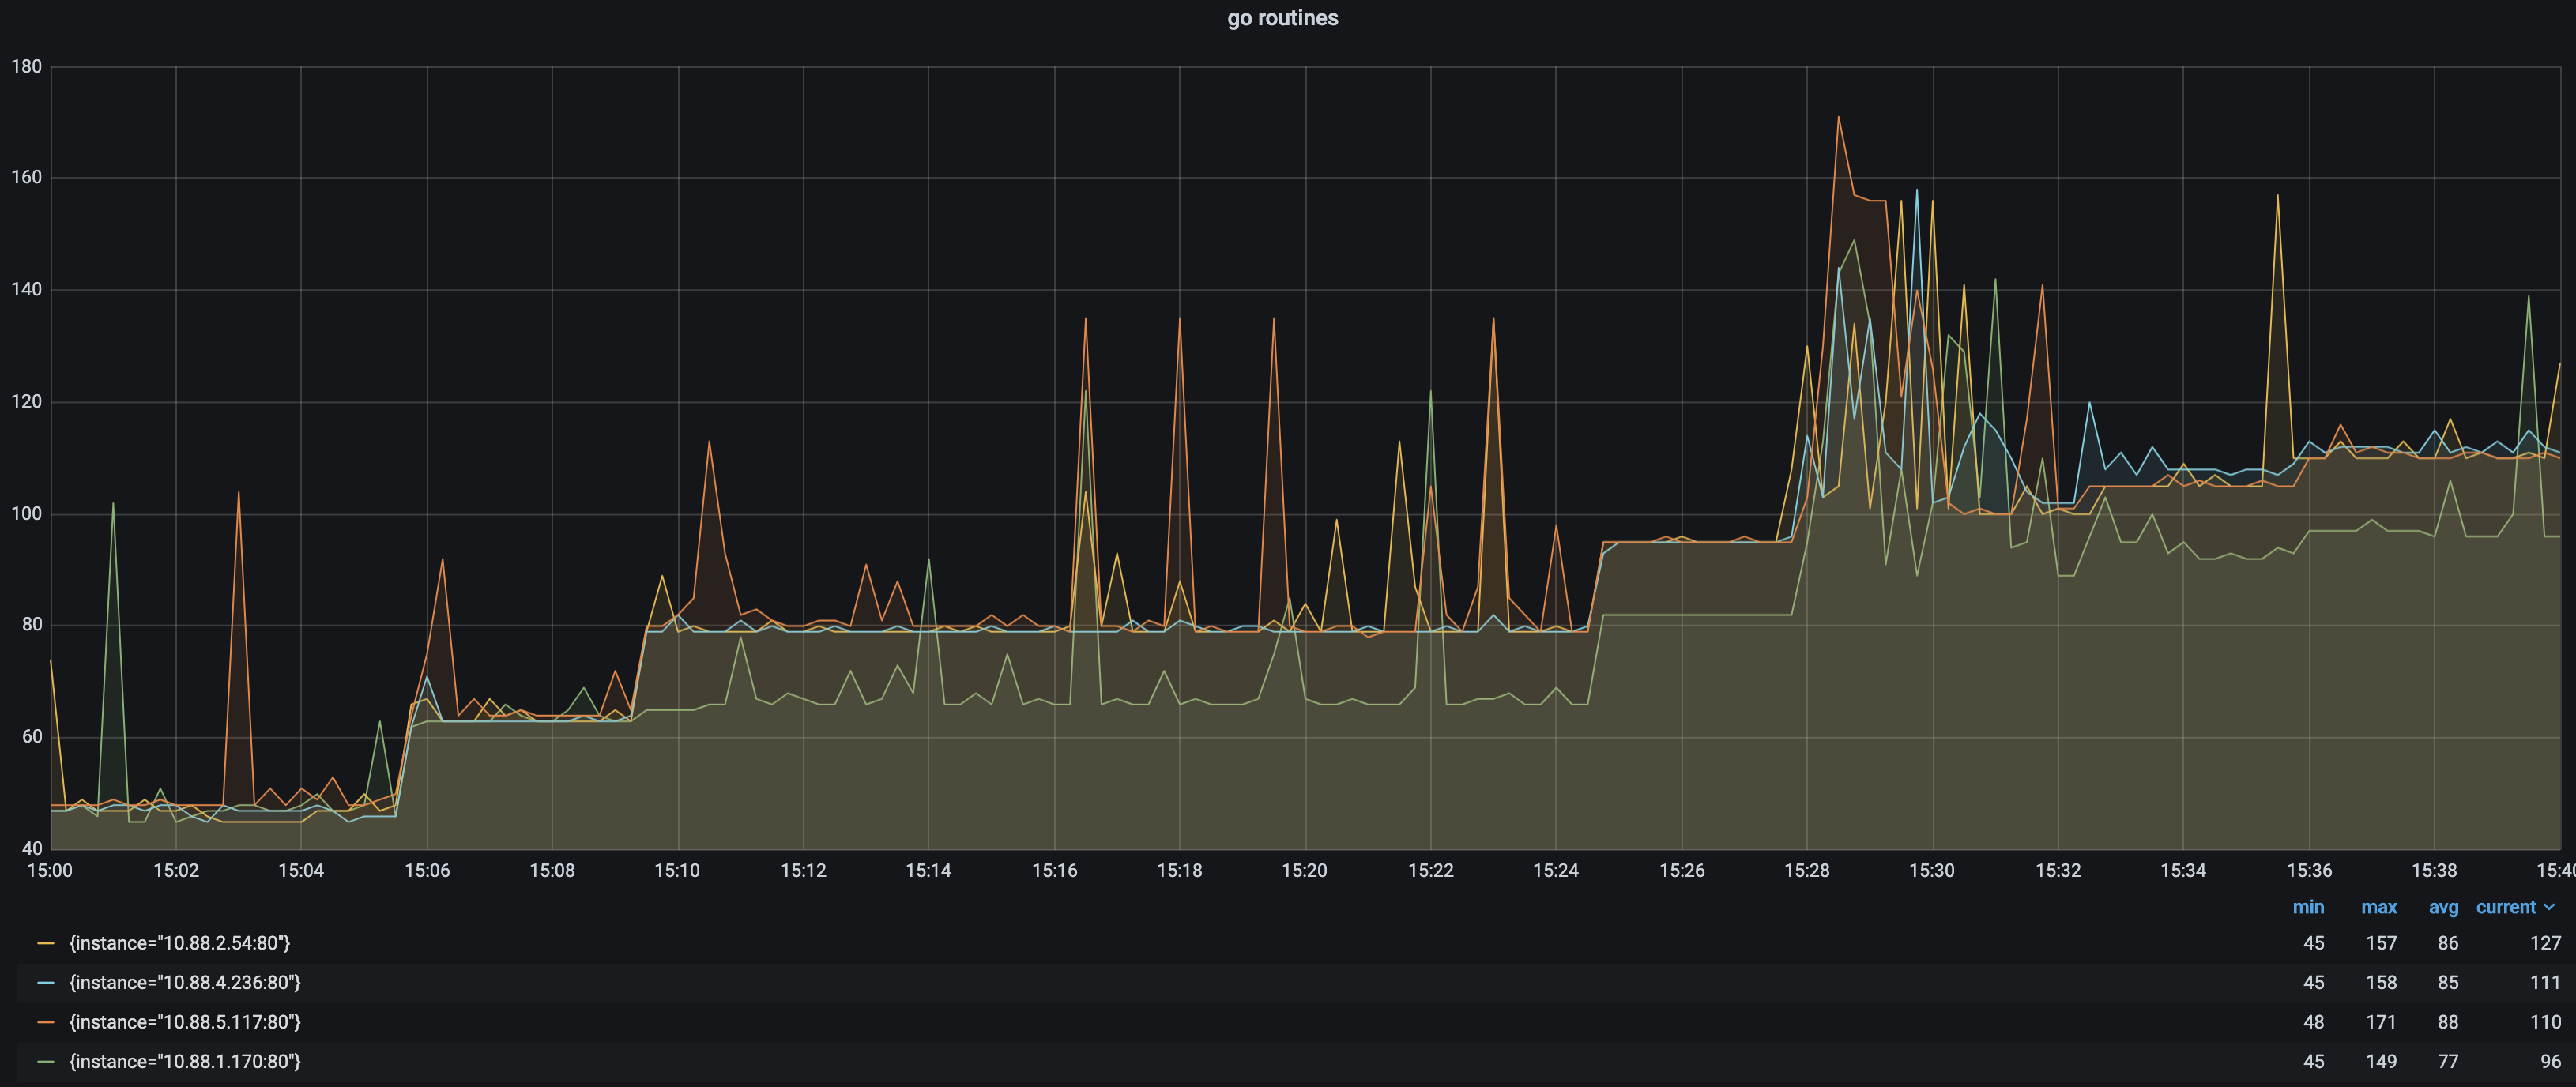 go routines
180
160
140
120
100
80
60
40
15:00 15:02 15:04 15:06 15:08 15:10 15:12 15:14 15:16 15:18 15:20 15:22 15:24 15:26 15:28 15:30 15:32 15:34 15:36 15:38 15:40
min max avg current
{instance="10.88.2.54:80"} 45 157 86 127
{instance="10.88.4.236:80"} 45 158 85 111
{instance="10.88.5.117:80"} 48 171 88 110
{instance="10.88.1.170:80"} 45 149 77 96